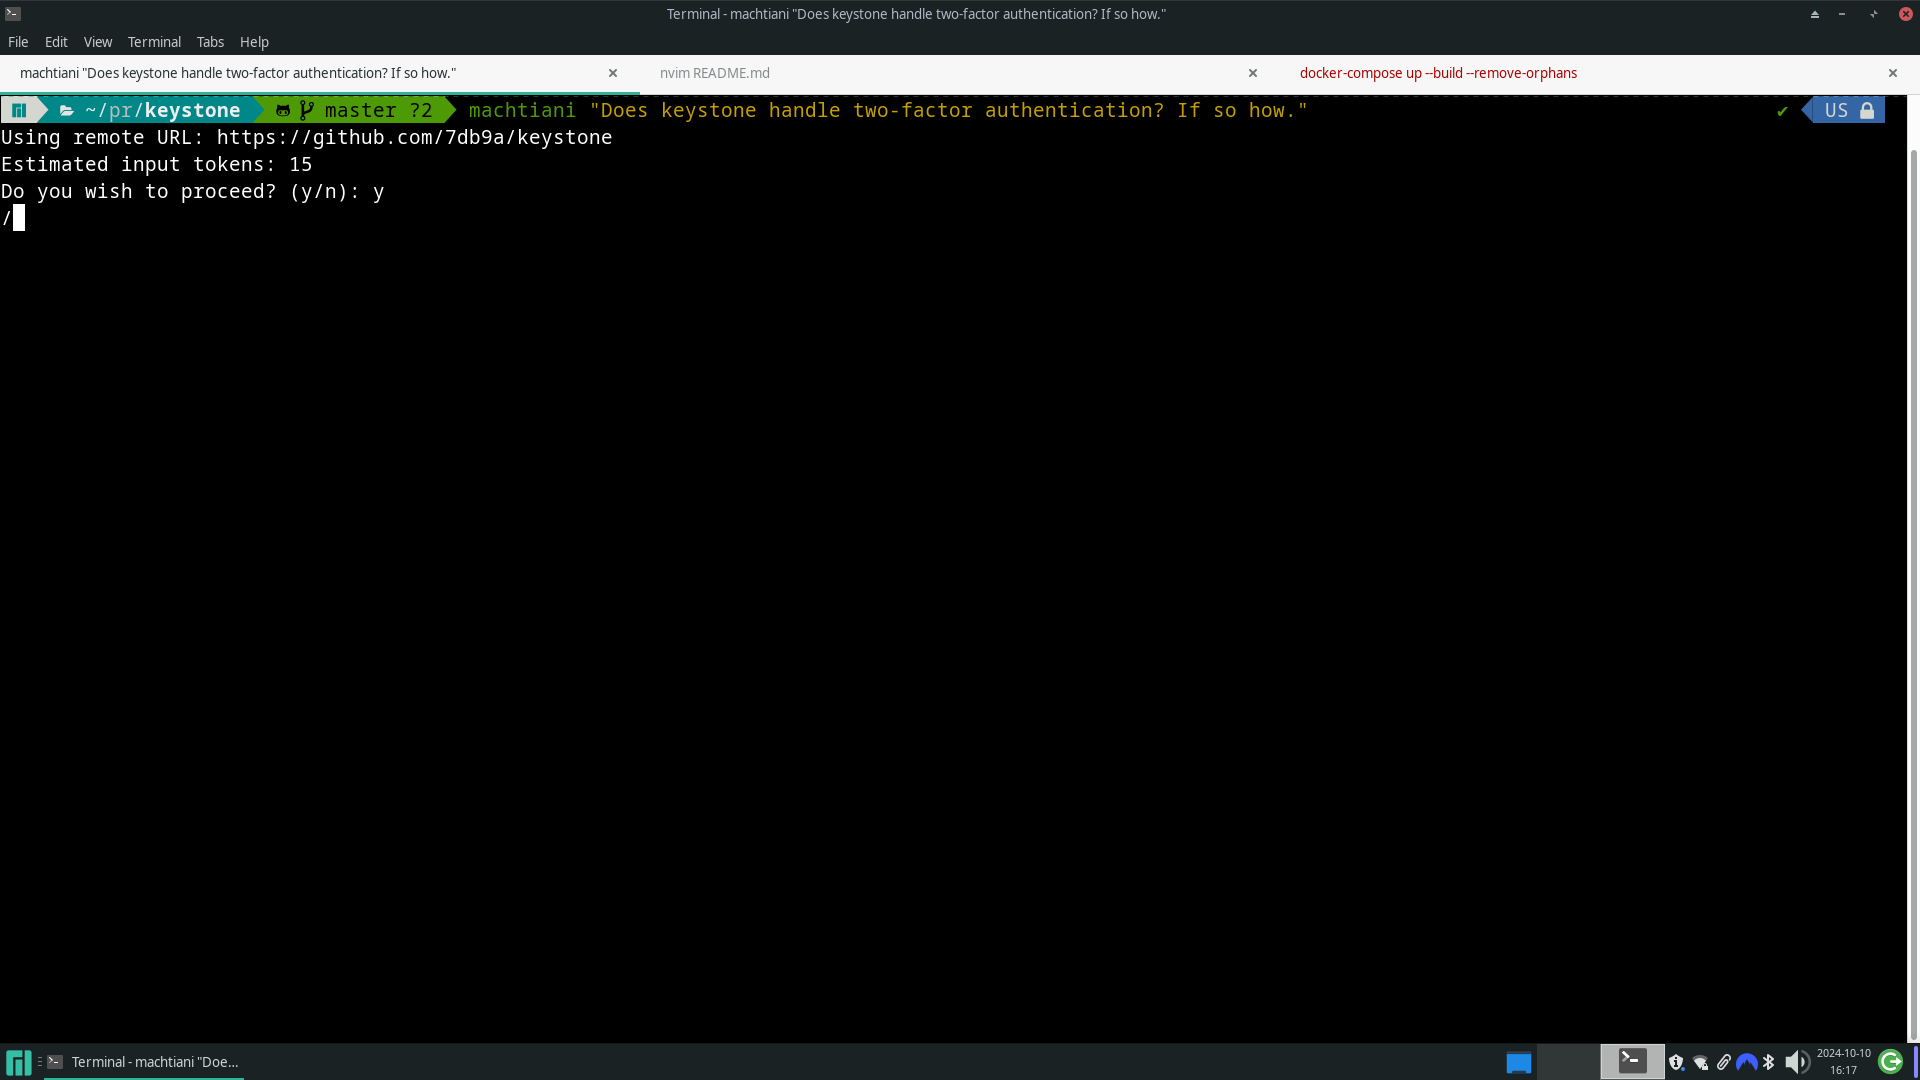 Terminal - machtiani "Does keystone handle two-factor authentication? If so how."
File Edit View Terminal Tabs Help
machtiani "Does keystone handle two-factor authentication? If so how."
nvim README.md
docker-compose up --build --remove-orphans
~/pr/keystone master ?2 machtiani "Does keystone handle two-factor authentication? If so how." ✔ US
Using remote URL: https://github.com/7db9a/keystone
Estimated input tokens: 15
Do you wish to proceed? (y/n): y
/
Terminal - machtiani "Doe...
2024-10-10
16:17